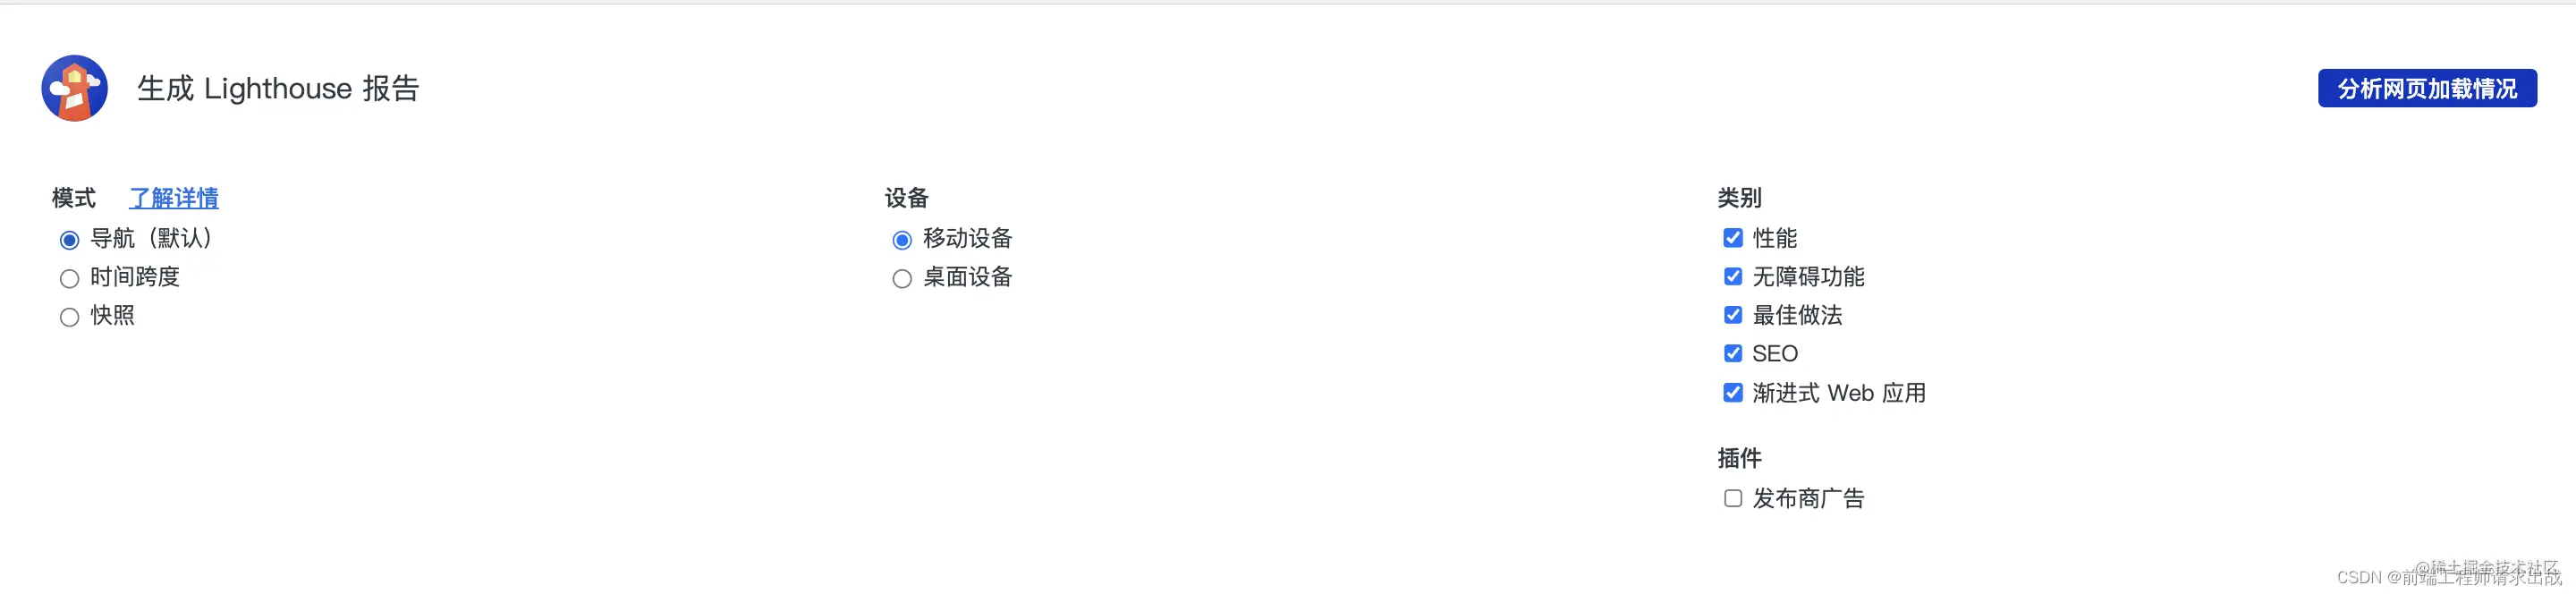 生成 Lighthouse 报告
分析网页加载情况
模式 了解详情
导航（默认）
时间跨度
快照
设备
移动设备
桌面设备
类别
性能
无障碍功能
最佳做法
SEO
渐进式 Web 应用
插件
发布商广告
@稀土掘金技术社区
CSDN @前端工程师请求出战